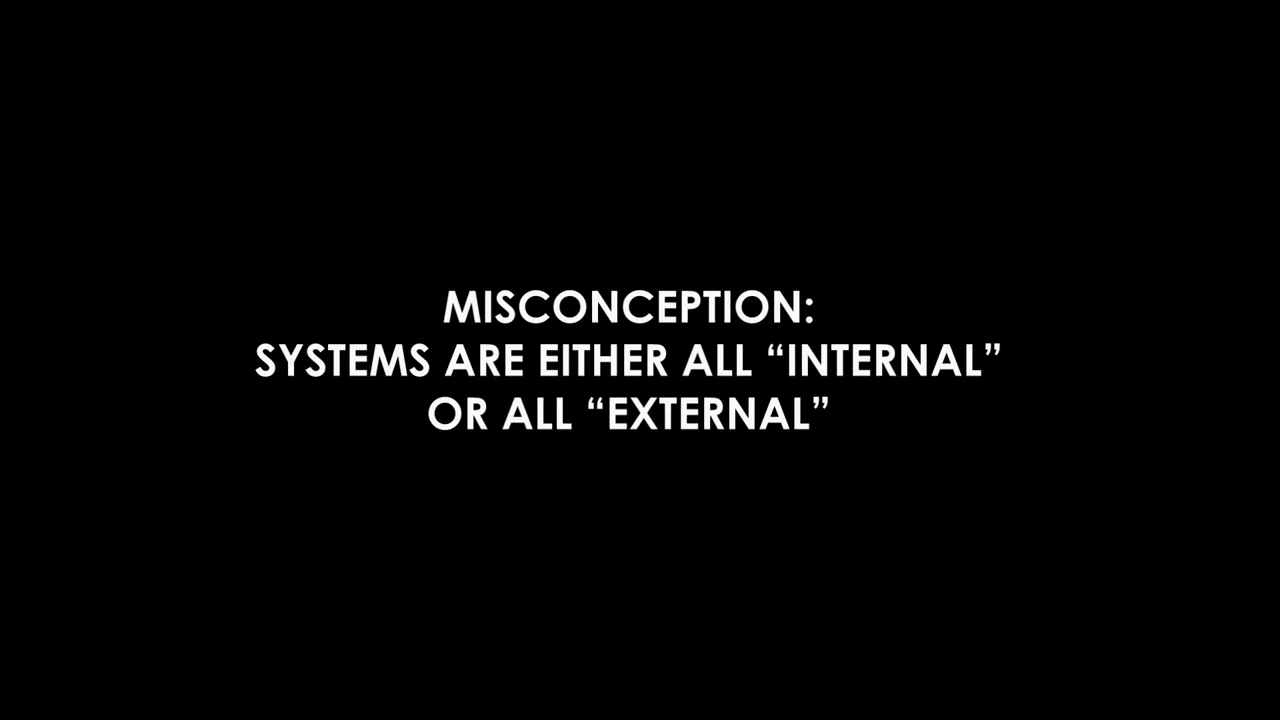 MISCONCEPTION:
SYSTEMS ARE EITHER ALL “INTERNAL”
OR ALL “EXTERNAL”